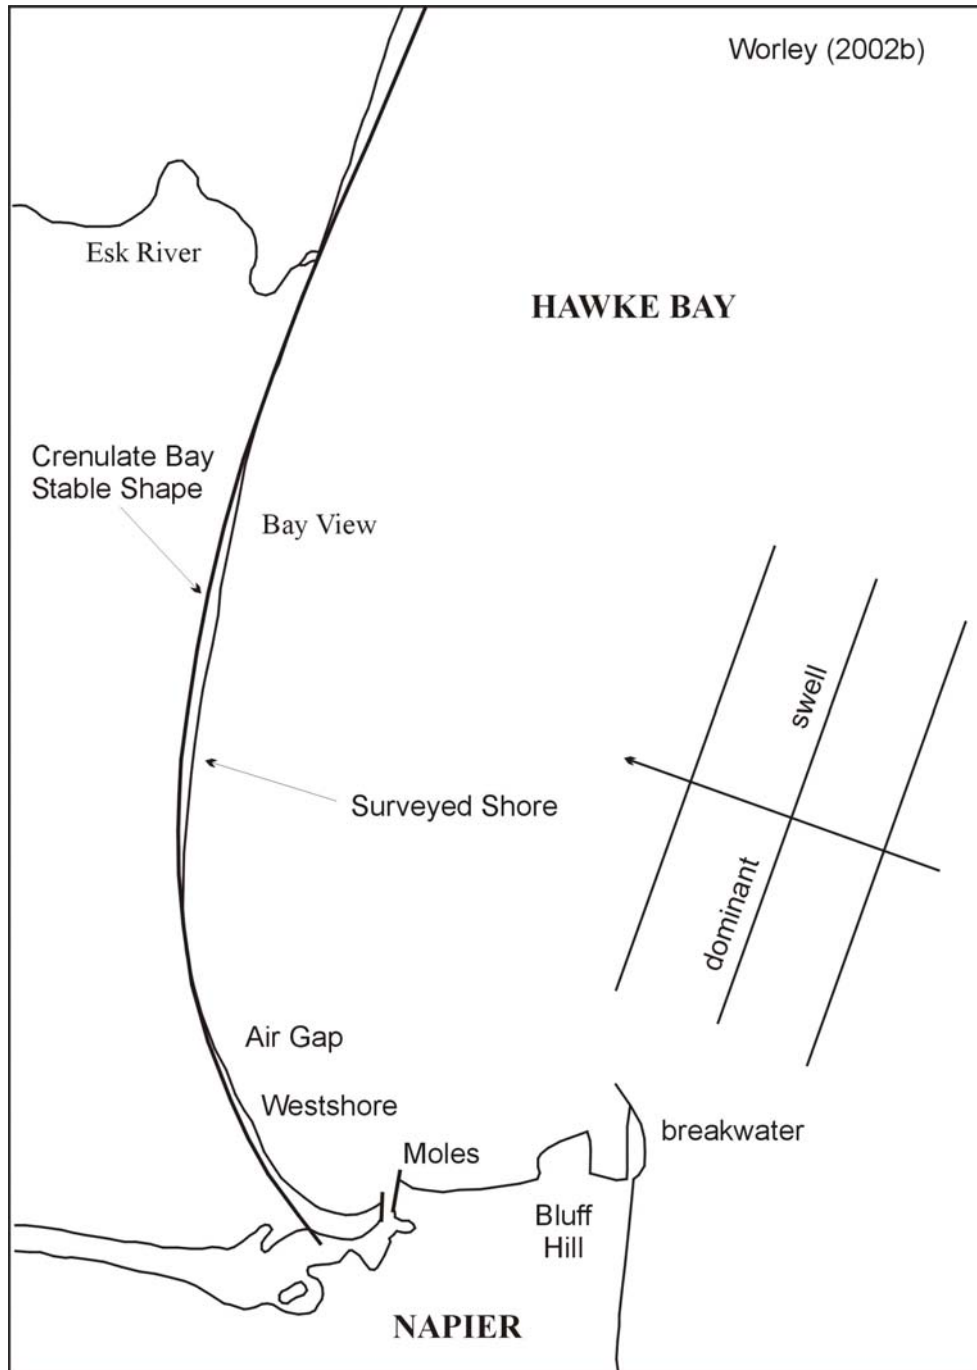 Worley (2002b)
Esk River
HAWKE BAY
Crenulate Bay
Stable Shape
Bay View
swell
Surveyed Shore
dominant
Air Gap
Westshore
breakwater
Moles
Bluff
Hill
NAPIER